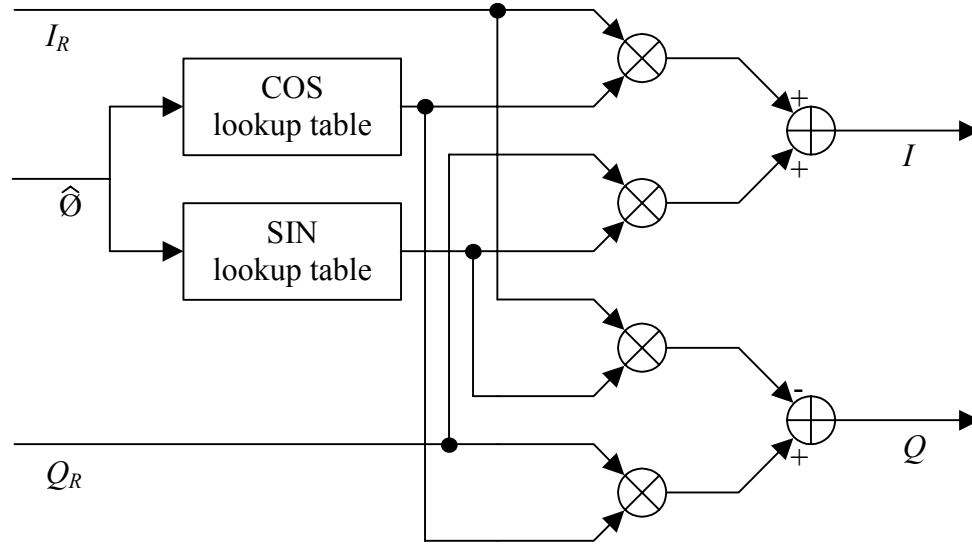 I_R
COS
lookup table
+
I
+
Ø̂
SIN
lookup table
-
Q
+
Q_R